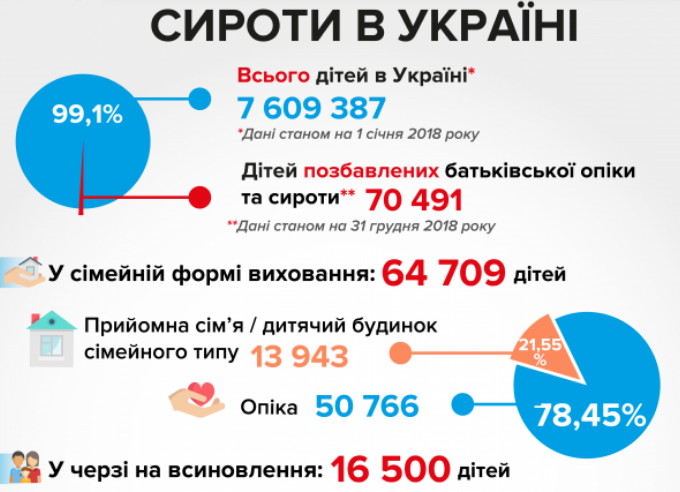 СИРОТИ В УКРАЇНІ
Всього дітей в Україні*
99,1%
7 609 387
*Дані станом на 1 січня 2018 року
Дітей позбавлених батьківської опіки
та сироти** 70 491
**Дані станом на 31 грудня 2018 року
У сімейній формі виховання: 64 709 дітей
Прийомна сім’я / дитячий будинок
сімейного типу 13 943
21,55
%
Опіка 50 766
78,45%
У черзі на всиновлення: 16 500 дітей